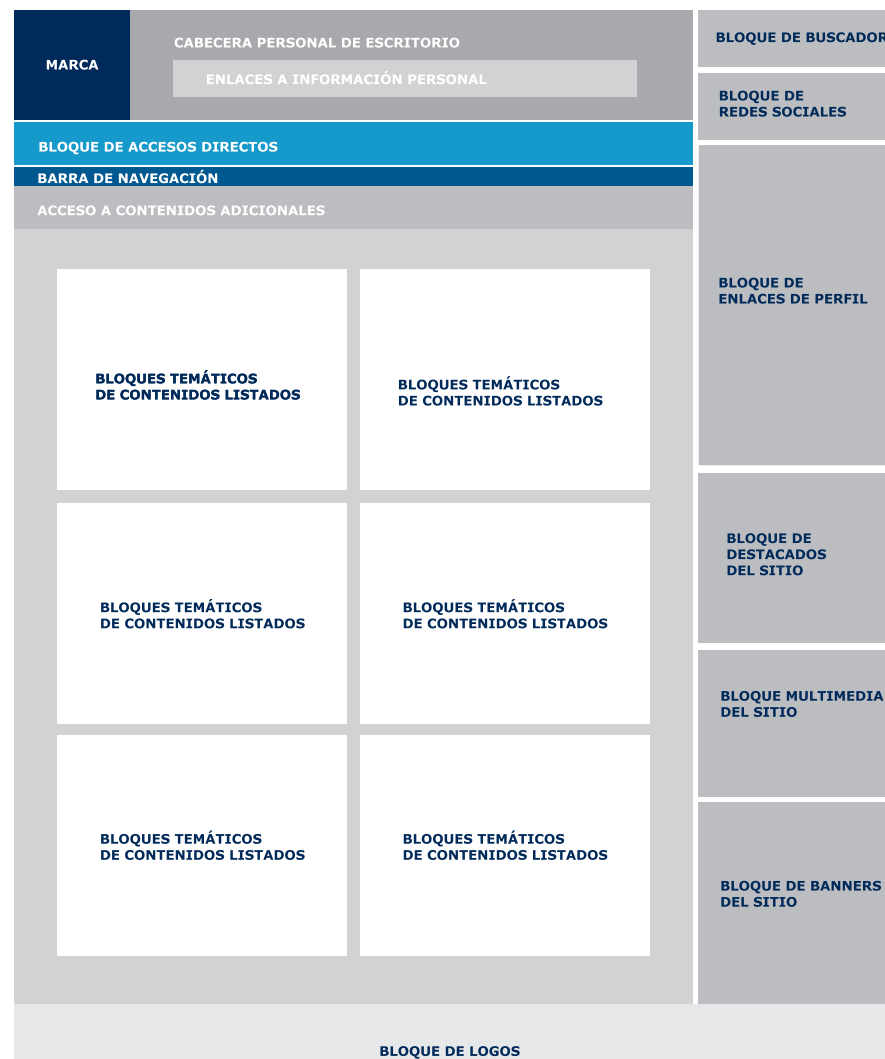 MARCA
CABECERA PERSONAL DE ESCRITORIO
ENLACES A INFORMACIÓN PERSONAL
BLOQUE DE ACCESOS DIRECTOS
BARRA DE NAVEGACIÓN
ACCESO A CONTENIDOS ADICIONALES
BLOQUES TEMÁTICOS
DE CONTENIDOS LISTADOS
BLOQUES TEMÁTICOS
DE CONTENIDOS LISTADOS
BLOQUES TEMÁTICOS
DE CONTENIDOS LISTADOS
BLOQUES TEMÁTICOS
DE CONTENIDOS LISTADOS
BLOQUES TEMÁTICOS
DE CONTENIDOS LISTADOS
BLOQUES TEMÁTICOS
DE CONTENIDOS LISTADOS
BLOQUE DE BUSCADOR
BLOQUE DE
REDES SOCIALES
BLOQUE DE
ENLACES DE PERFIL
BLOQUE DE
DESTACADOS
DEL SITIO
BLOQUE MULTIMEDIA
DEL SITIO
BLOQUE DE BANNERS
DEL SITIO
BLOQUE DE LOGOS